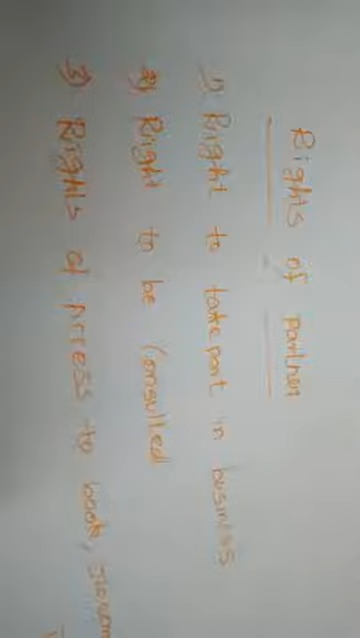 Rights of partner
1) Right to take part in business
2) Right to be Consulted
3) Rights of Access to books,